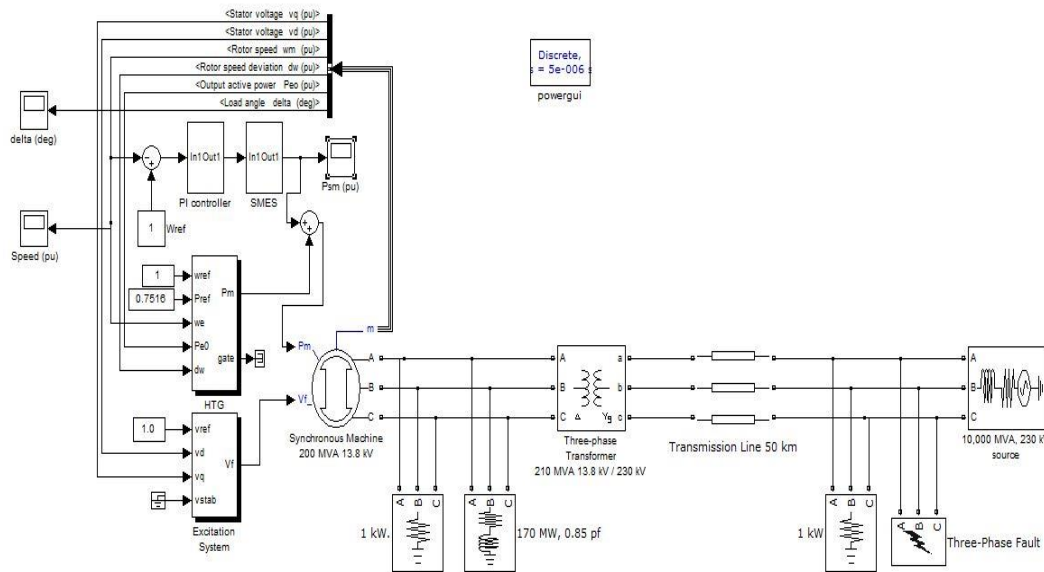 <Stator voltage vq (pu)>
<Stator voltage vd (pu)>
<Rotor speed wm (pu)>
<Rotor speed deviation dw (pu)>
<Output active power Peo (pu)>
<Load angle delta (deg)>
delta (deg)
Discrete,
s = 5e-006
powergui
In1Out1
PI controller
In1Out1
SMES
Psm (pu)
1
Wref
Speed (pu)
1
0.7516
wref
Pref
we
Pe0
dw
Pm
gate
HTG
1.0
vref
vd
vq
vstab
Vf
Excitation
System
m
Pm
Vf_
A
B
C
Synchronous Machine
200 MVA 13.8 kV
A
B
C
a
b
c
Δ
Yg
Three-phase
Transformer
210 MVA 13.8 kV / 230 kV
Transmission Line 50 km
A
B
C
10,000 MVA, 230 kV
source
A B C
1 kW.
A B C
170 MW, 0.85 pf
A B C
1 kW
A B C
Three-Phase Fault